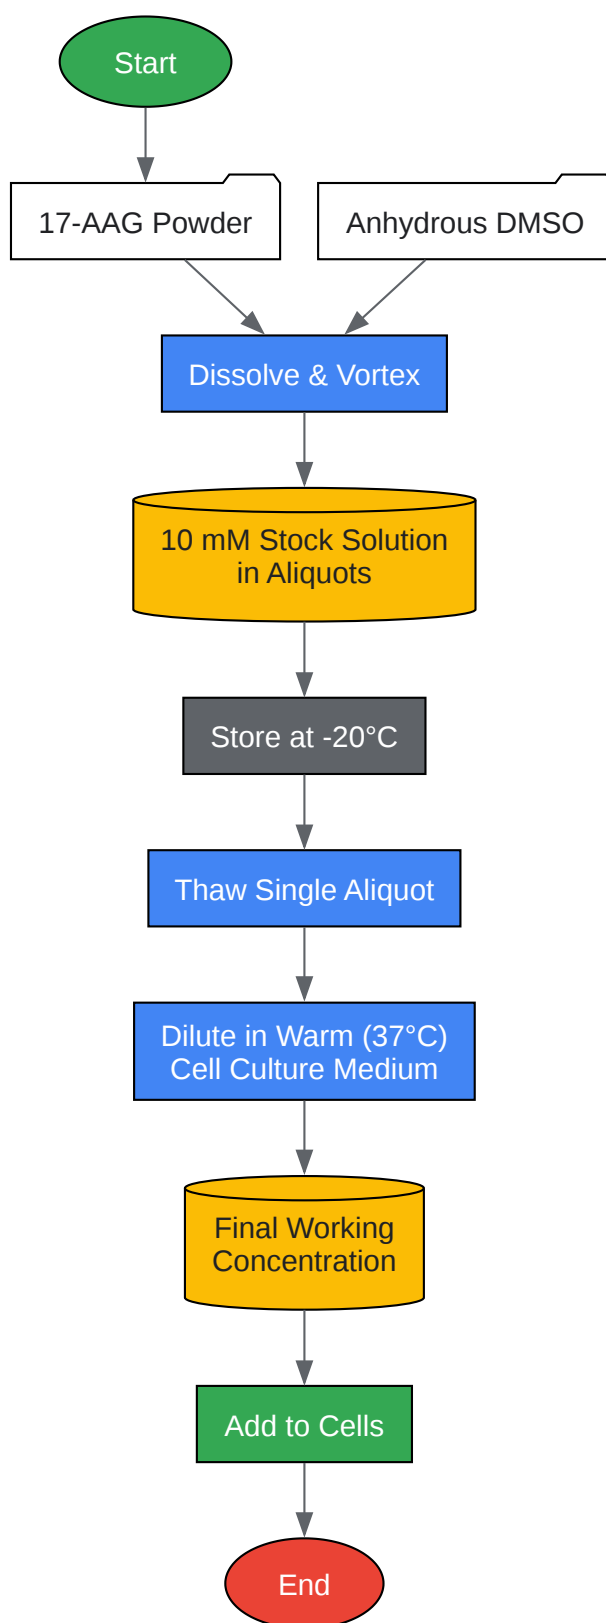 Start
17-AAG Powder
Anhydrous DMSO
Dissolve & Vortex
10 mM Stock Solution
in Aliquots
Store at -20°C
Thaw Single Aliquot
Dilute in Warm (37°C)
Cell Culture Medium
Final Working
Concentration
Add to Cells
End